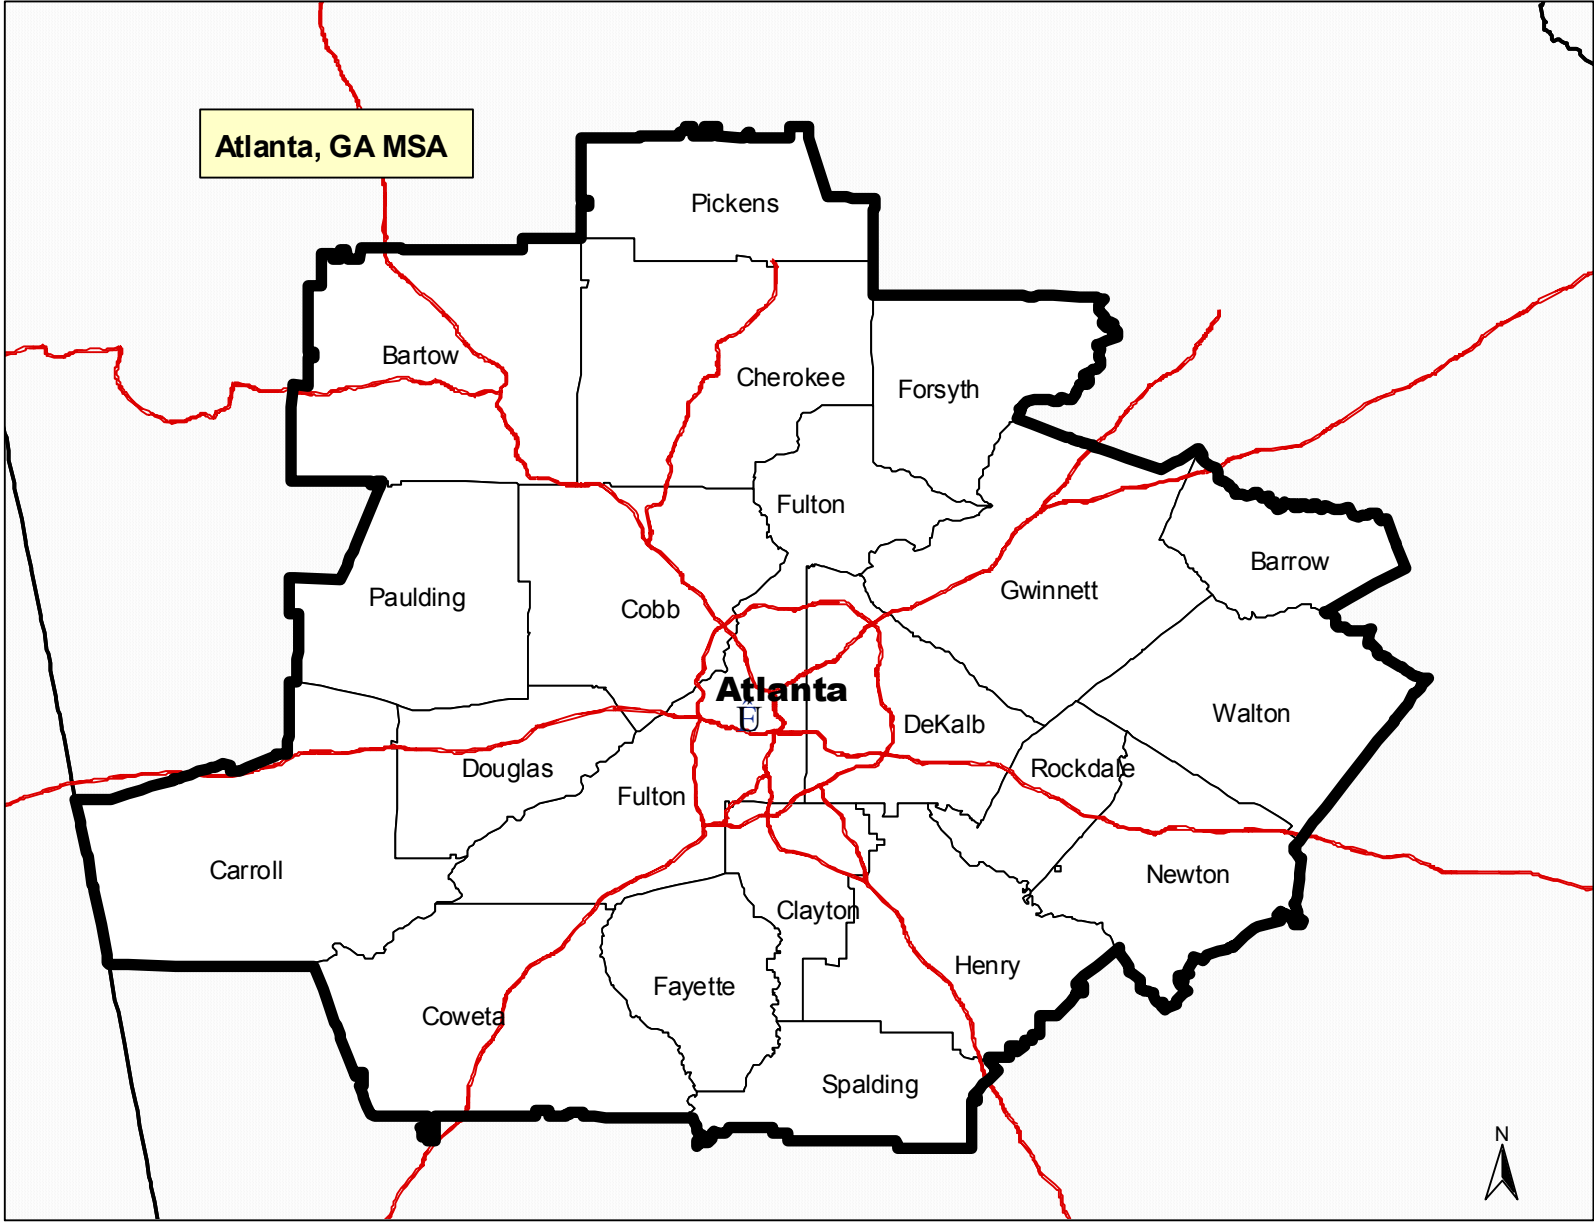 Atlanta, GA MSA
Pickens
Bartow
Cherokee
Forsyth
Fulton
Barrow
Gwinnett
Paulding
Cobb
Atlanta
Walton
DeKalb
Douglas
Rockdale
Fulton
Carroll
Newton
Clayton
Henry
Fayette
Coweta
Spalding
N